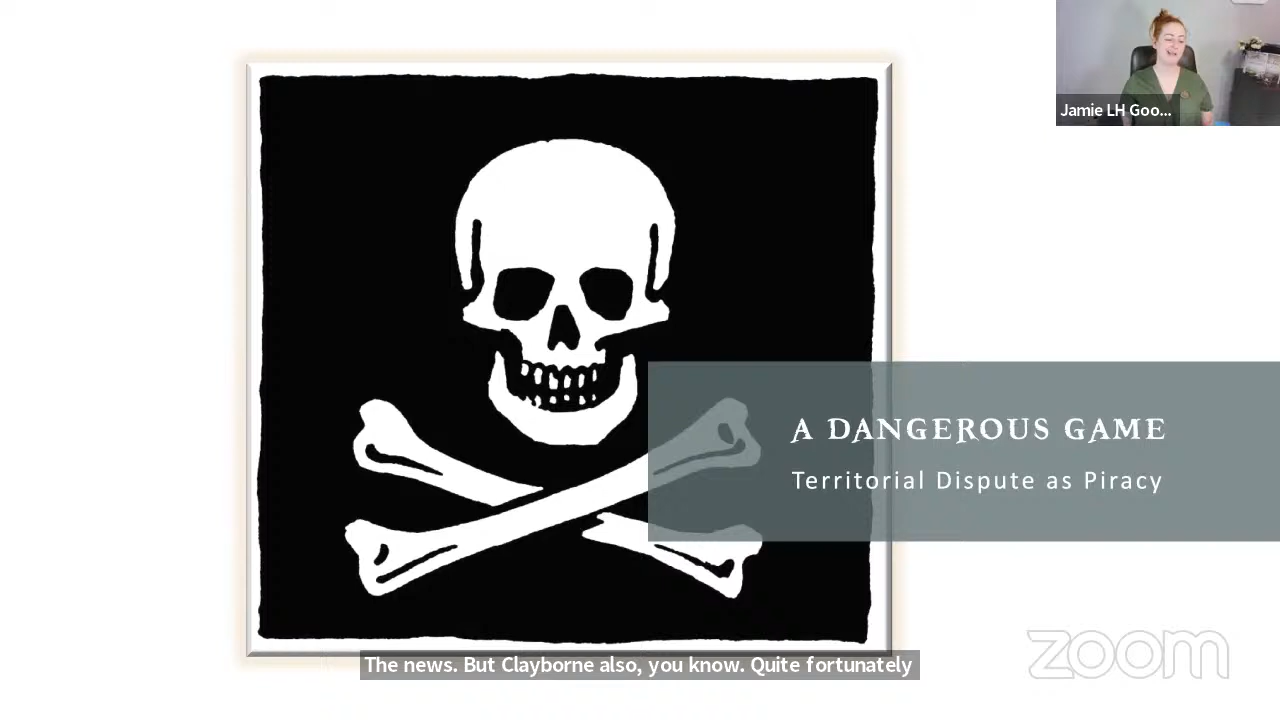 Jamie LH Goo...
A DANGEROUS GAME
Territorial Dispute as Piracy
The news. But Clayborne also, you know. Quite fortunately
zoom